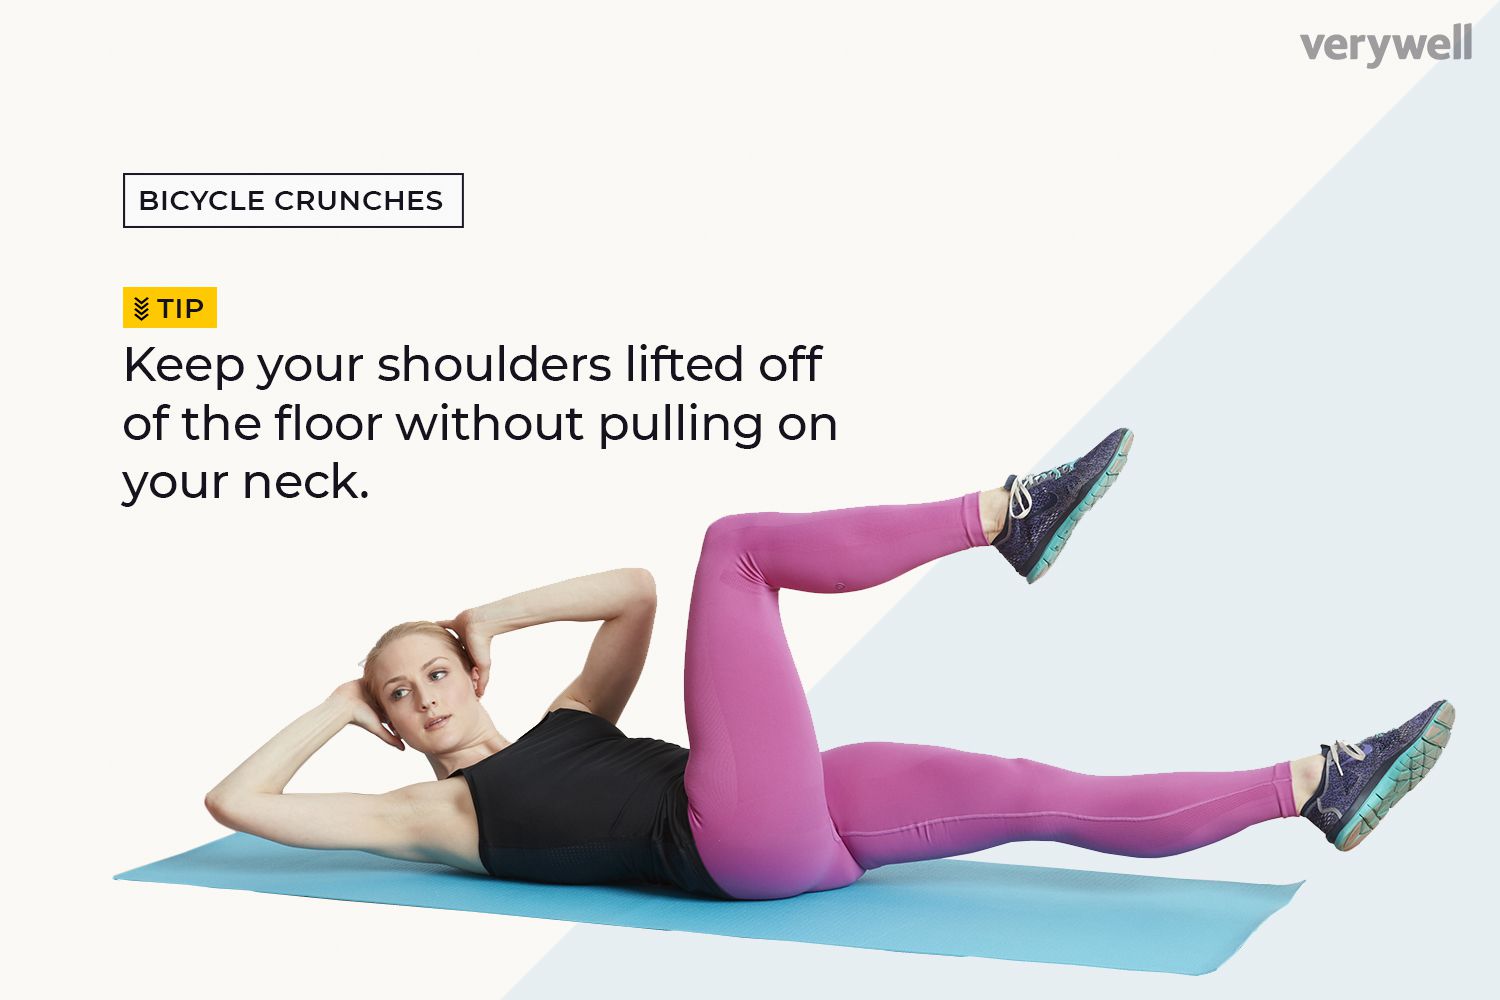 verywell
BICYCLE CRUNCHES
TIP
Keep your shoulders lifted off
of the floor without pulling on
your neck.